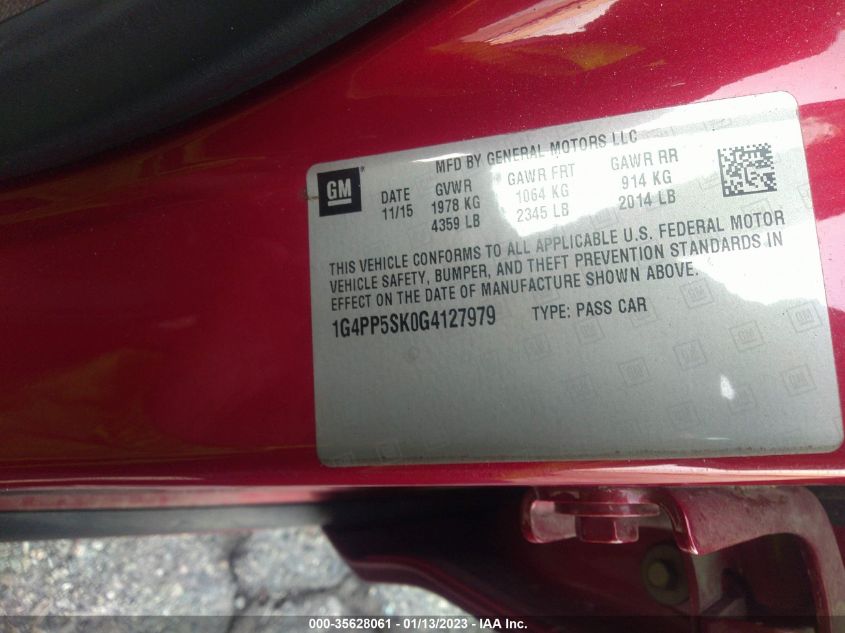 MFD BY GENERAL MOTORS LLC
GM
DATE GVWR GAWR FRT GAWR RR
11/15 1978 KG 1064 KG 914 KG
4359 LB 2345 LB 2014 LB
THIS VEHICLE CONFORMS TO ALL APPLICABLE U.S. FEDERAL MOTOR
VEHICLE SAFETY, BUMPER, AND THEFT PREVENTION STANDARDS IN
EFFECT ON THE DATE OF MANUFACTURE SHOWN ABOVE.
1G4PP5SK0G4127979 TYPE: PASS CAR
000-35628061 - 01/13/2023 - IAA Inc.